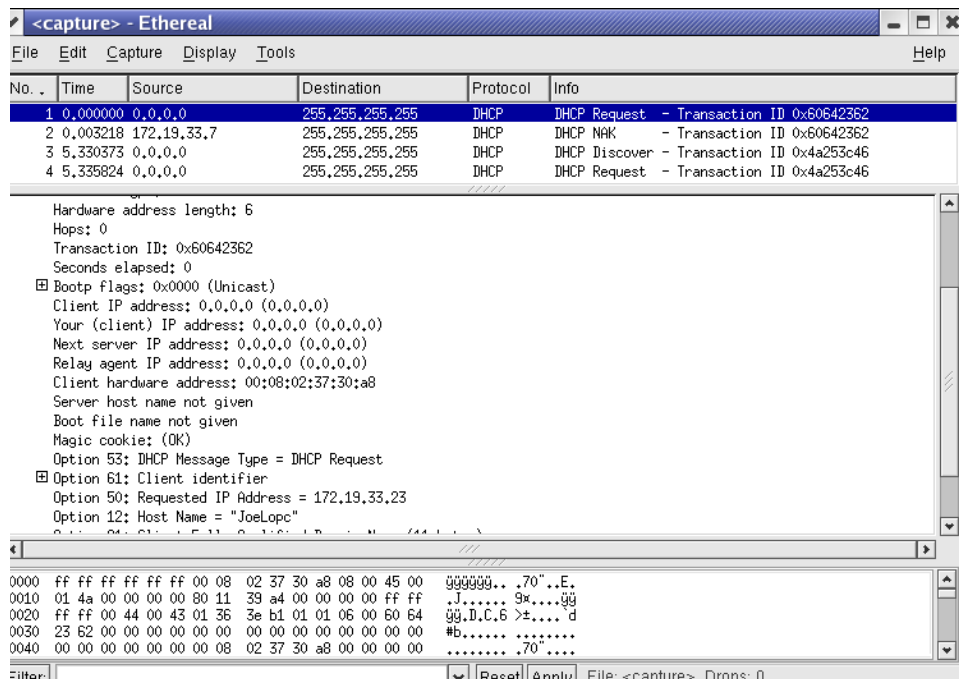 <capture> - Ethereal
File Edit Capture Display Tools Help
No. . Time Source Destination Protocol Info
1 0.000000 0.0.0.0 255.255.255.255 DHCP DHCP Request - Transaction ID 0x60642362
2 0.003218 172.19.33.7 255.255.255.255 DHCP DHCP NAK - Transaction ID 0x60642362
3 5.330373 0.0.0.0 255.255.255.255 DHCP DHCP Discover - Transaction ID 0x4a253c46
4 5.335824 0.0.0.0 255.255.255.255 DHCP DHCP Request - Transaction ID 0x4a253c46
Hardware address length: 6
Hops: 0
Transaction ID: 0x60642362
Seconds elapsed: 0
Bootp flags: 0x0000 (Unicast)
Client IP address: 0.0.0.0 (0.0.0.0)
Your (client) IP address: 0.0.0.0 (0.0.0.0)
Next server IP address: 0.0.0.0 (0.0.0.0)
Relay agent IP address: 0.0.0.0 (0.0.0.0)
Client hardware address: 00:08:02:37:30:a8
Server host name not given
Boot file name not given
Magic cookie: (OK)
Option 53: DHCP Message Type = DHCP Request
Option 61: Client identifier
Option 50: Requested IP Address = 172.19.33.23
Option 12: Host Name = "JoeLopc"
0000 ff ff ff ff ff ff 00 08 02 37 30 a8 08 00 45 00 ÿÿÿÿÿÿ.. .70¨..E.
0010 01 4a 00 00 00 00 80 11 39 a4 00 00 00 00 ff ff .J...... 9¤....ÿÿ
0020 ff ff 00 44 00 43 01 36 3e b1 01 01 06 00 60 64 ÿÿ.D.C.6 >±....`d
0030 23 62 00 00 00 00 00 00 00 00 00 00 00 00 00 00 #b...... ........
0040 00 00 00 00 00 00 00 08 02 37 30 a8 00 00 00 00 ........ .70¨....
Filter: Reset Apply File: <capture> Drops: 0